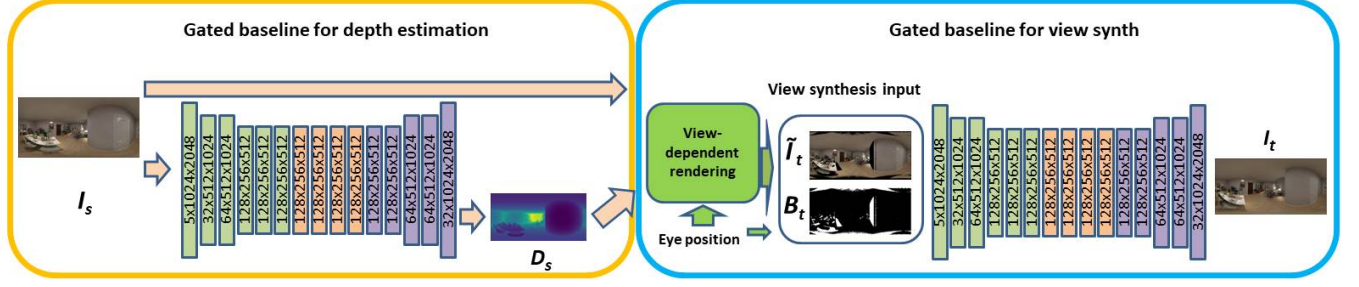 Gated baseline for depth estimation
I_s
5x1024x2048
32x512x1024
64x512x1024
128x256x512
128x256x512
128x256x512
128x256x512
128x256x512
128x256x512
128x256x512
128x256x512
128x256x512
64x512x1024
64x512x1024
32x1024x2048
D_s
Gated baseline for view synth
View-
dependent
rendering
Eye position
View synthesis input
Ĩ_t
B_t
5x1024x2048
32x512x1024
64x512x1024
128x256x512
128x256x512
128x256x512
128x256x512
128x256x512
128x256x512
128x256x512
128x256x512
128x256x512
64x512x1024
64x512x1024
32x1024x2048
I_t